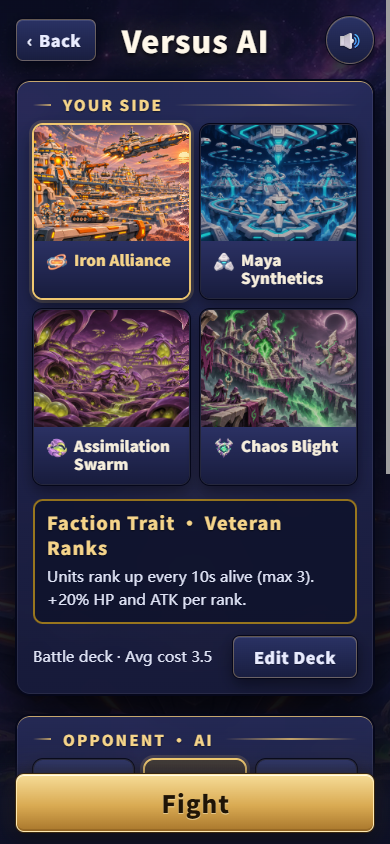 ‹ Back
Versus AI
YOUR SIDE
Iron Alliance
Maya
Synthetics
Assimilation
Swarm
Chaos Blight
Faction Trait • Veteran
Ranks
Units rank up every 10s alive (max 3).
+20% HP and ATK per rank.
Battle deck · Avg cost 3.5
Edit Deck
OPPONENT • AI
Fight